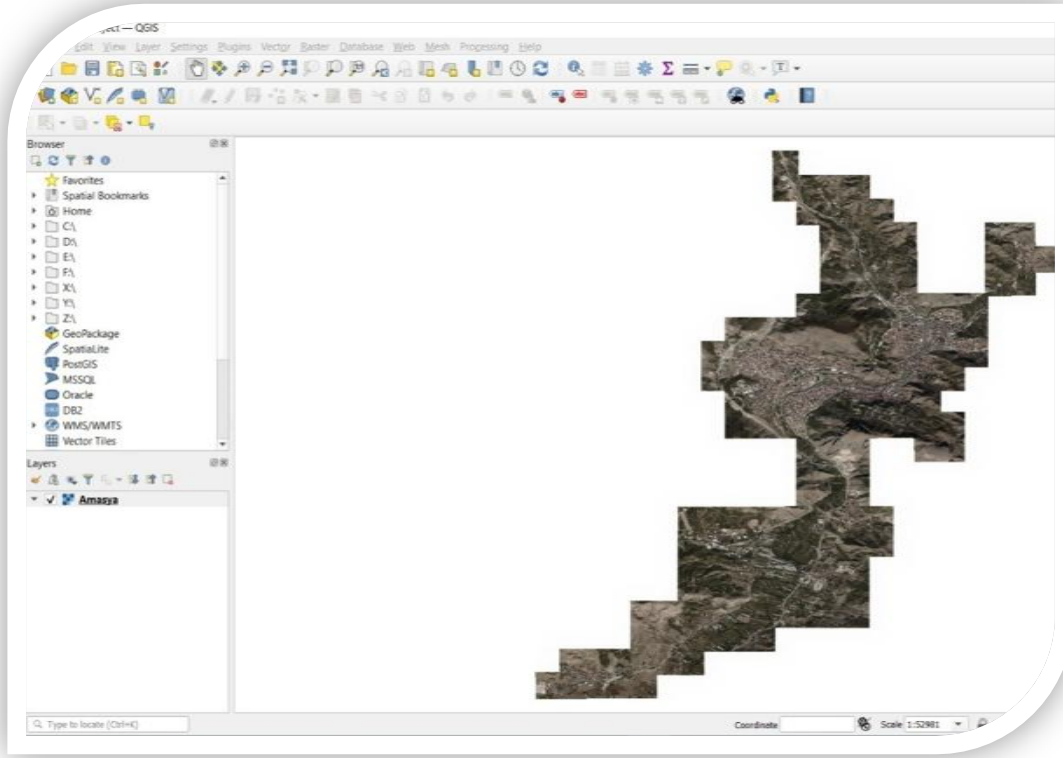 ject — QGIS
Edit View Layer Settings Plugins Vector Raster Database Web Mesh Processing Help
Browser
Favorites
Spatial Bookmarks
Home
C:\
D:\
E:\
F:\
X:\
Y:\
Z:\
GeoPackage
SpatiaLite
PostGIS
MSSQL
Oracle
DB2
WMS/WMTS
Vector Tiles
Layers
Amasya
Type to locate (Ctrl+K)
Coordinate
Scale 1:52981